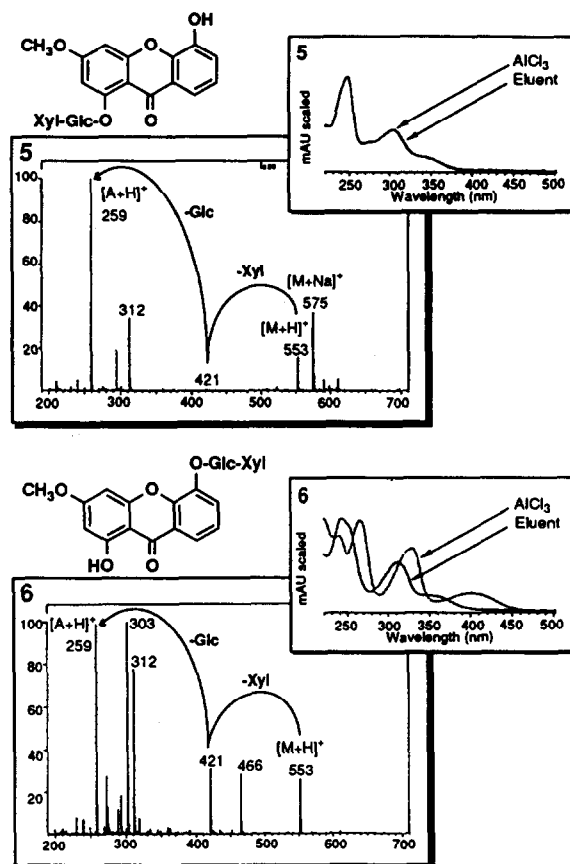 OH
CH₃O
O
Xyl-Glc-O
O
5
AlCl₃
Eluent
mAU scaled
250 300 350 400 450 500
Wavelength (nm)
5
100
80
60
40
20
[A+H]⁺
259
-Glc
-Xyl
312
421
[M+Na]⁺
575
[M+H]⁺
553
200 300 400 500 600 700
O-Glc-Xyl
CH₃O
O
HO
O
6
AlCl₃
Eluent
mAU scaled
250 300 350 400 450 500
Wavelength (nm)
6
100
80
60
40
20
[A+H]⁺
259
303
312
-Glc
-Xyl
421
466
[M+H]⁺
553
200 300 400 500 600 700